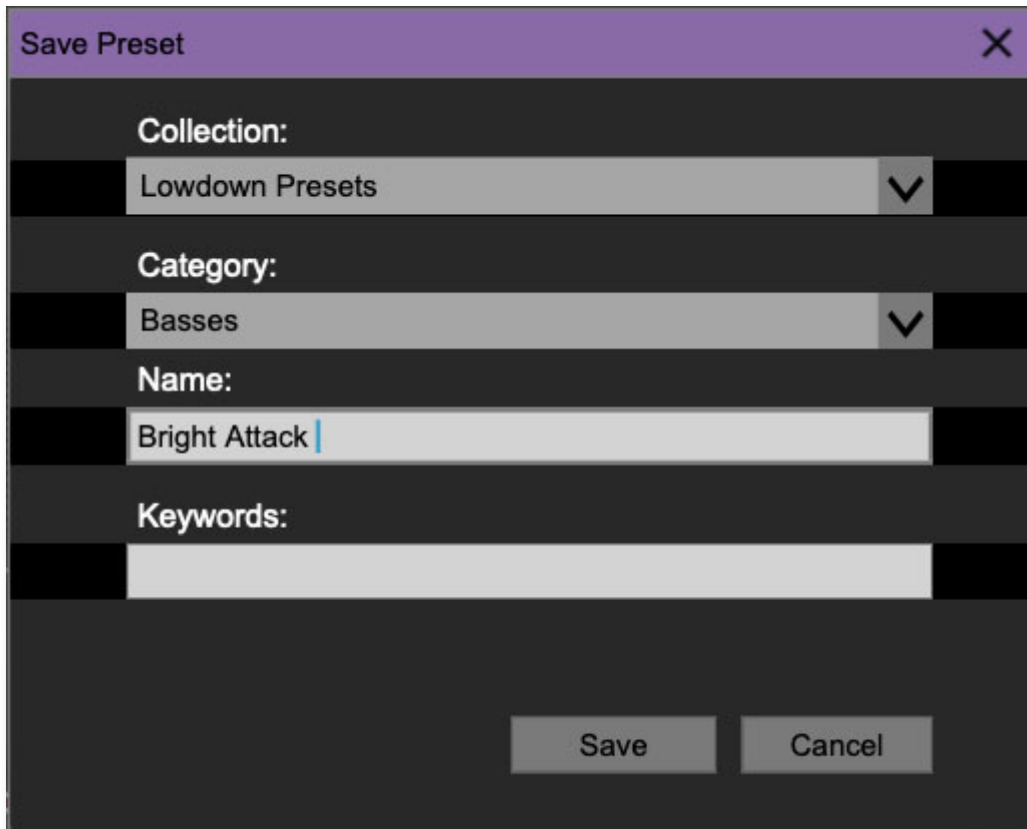 Save Preset
Collection:
Lowdown Presets
Category:
Basses
Name:
Bright Attack
Keywords:
Save Cancel